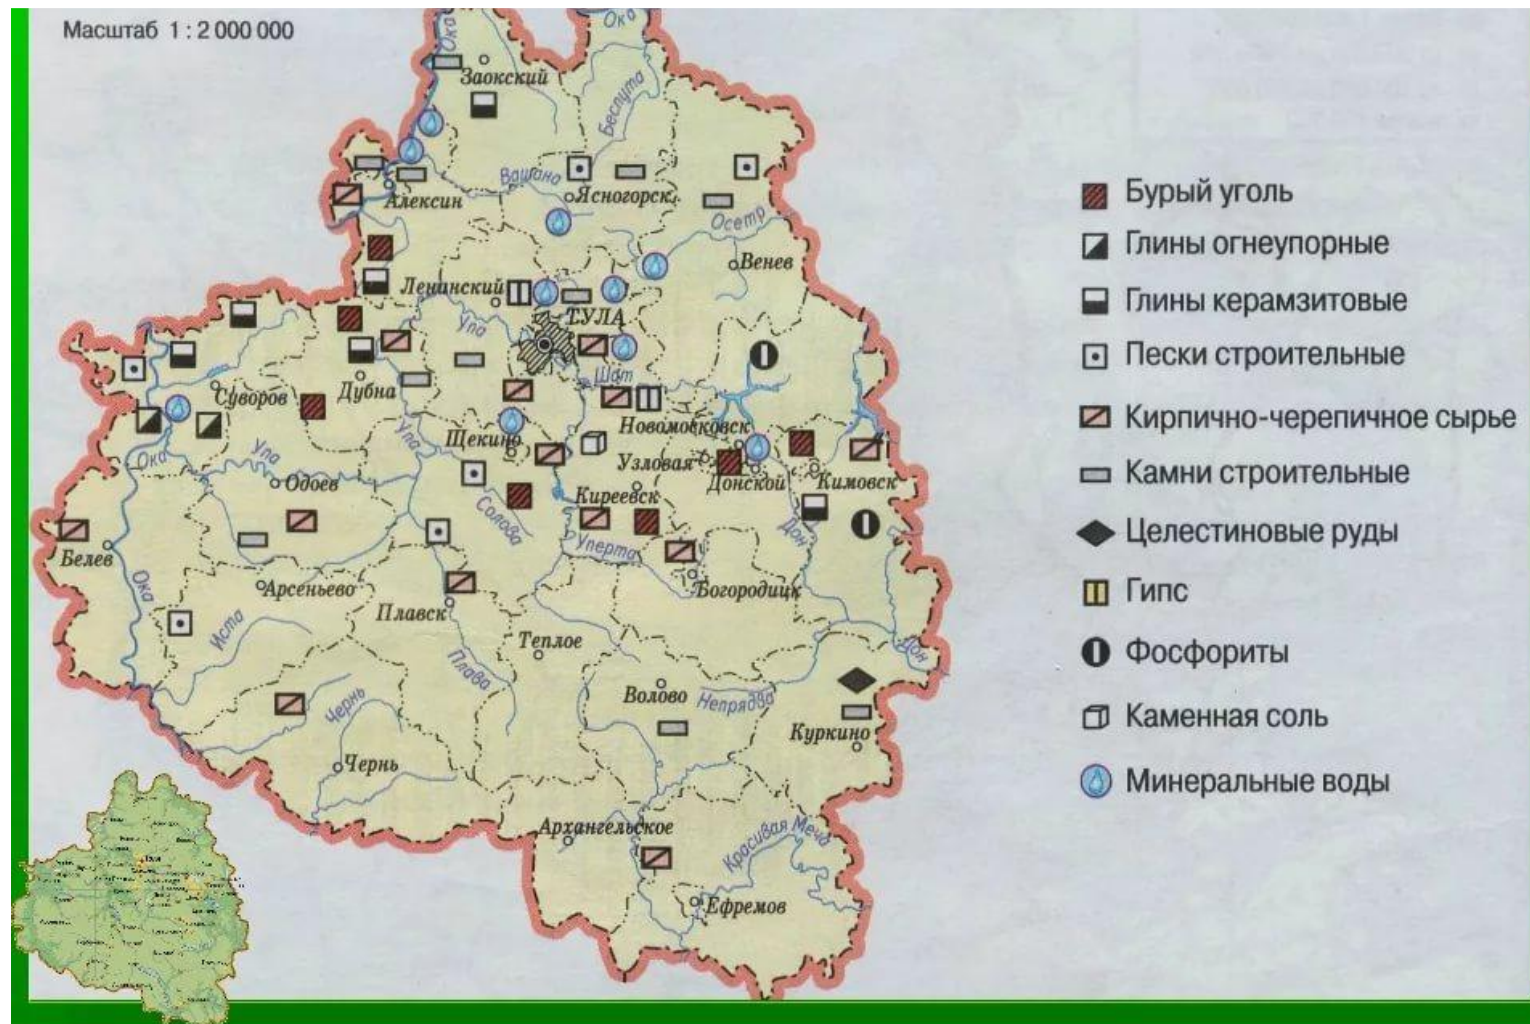 Масштаб 1 : 2 000 000
Ока
Ока
Заокский
Беспута
Вашана
Ясногорск
Алексин
Осетр
Венев
Ленинский
ТУЛА
Упа
Шат
Дубна
Суворов
Новомосковск
Щекино
Упа
Ока
Упа
Узловая
Донской
Кимовск
Одоев
Киреевск
Солова
Дон
Уперта
Белев
Ока
Арсеньево
Плавск
Богородицк
Иста
Теплое
Плава
Дон
Волово
Непрядва
Чернь
Куркино
Чернь
Архангельское
Красивая Меча
Ефремов
Бурый уголь
Глины огнеупорные
Глины керамзитовые
Пески строительные
Кирпично-черепичное сырье
Камни строительные
Целестиновые руды
Гипс
Фосфориты
Каменная соль
Минеральные воды